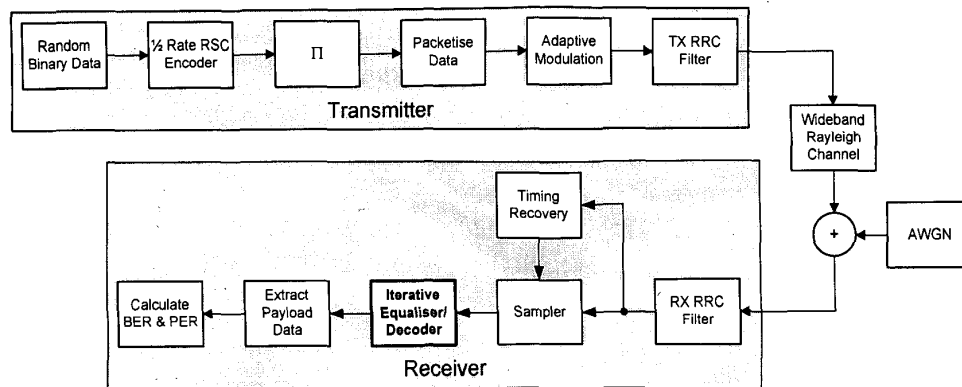 Random
Binary Data
½ Rate RSC
Encoder
Π
Packetise
Data
Adaptive
Modulation
TX RRC
Filter
Transmitter
Wideband
Rayleigh
Channel
+
AWGN
Timing
Recovery
Calculate
BER & PER
Extract
Payload
Data
Iterative
Equaliser/
Decoder
Sampler
RX RRC
Filter
Receiver